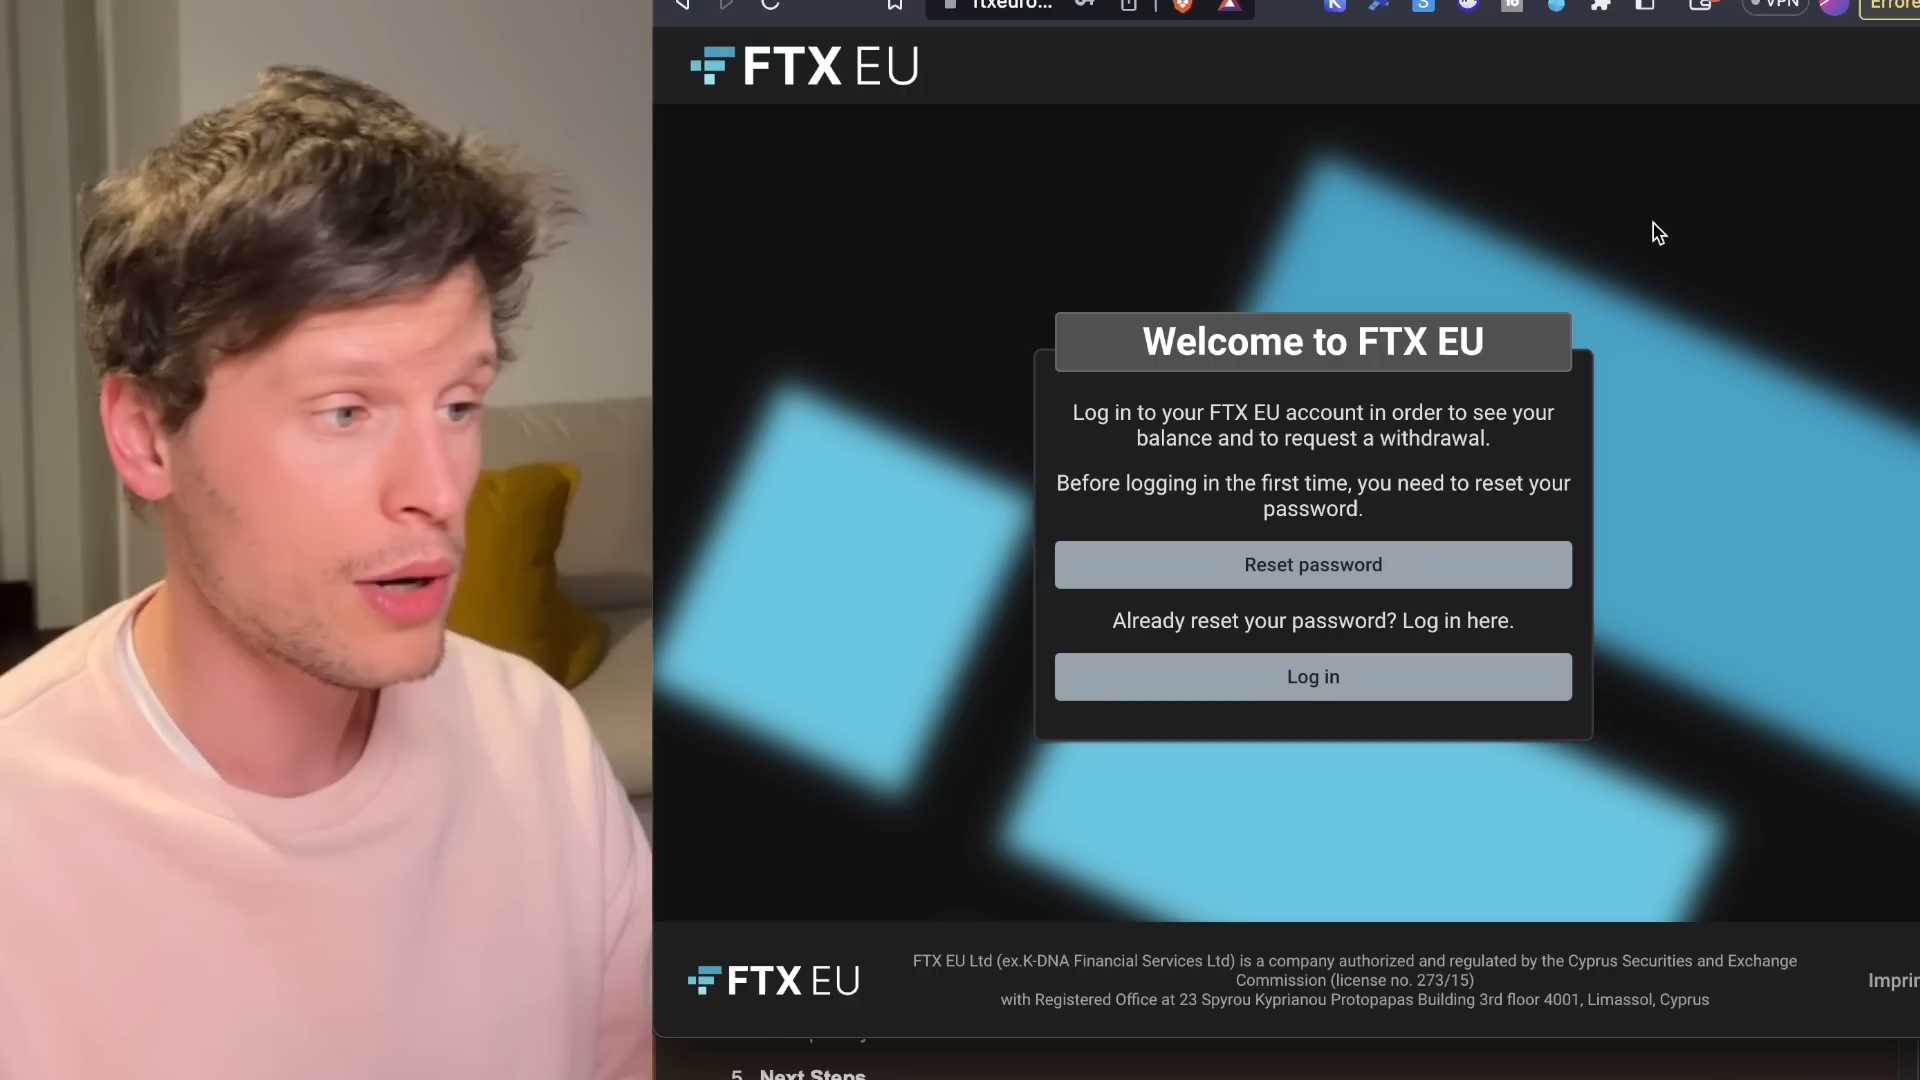 ftxeuro...
VPN
Errore
FTX EU
Welcome to FTX EU
Log in to your FTX EU account in order to see your
balance and to request a withdrawal.
Before logging in the first time, you need to reset your
password.
Reset password
Already reset your password? Log in here.
Log in
FTX EU
FTX EU Ltd (ex.K-DNA Financial Services Ltd) is a company authorized and regulated by the Cyprus Securities and Exchange
Commission (license no. 273/15)
with Registered Office at 23 Spyrou Kyprianou Protopapas Building 3rd floor 4001, Limassol, Cyprus
Imprin
5. Next Steps